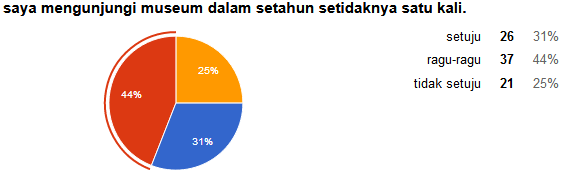 saya mengunjungi museum dalam setahun setidaknya satu kali.
setuju 26 31%
ragu-ragu 37 44%
tidak setuju 21 25%
25%
44%
31%